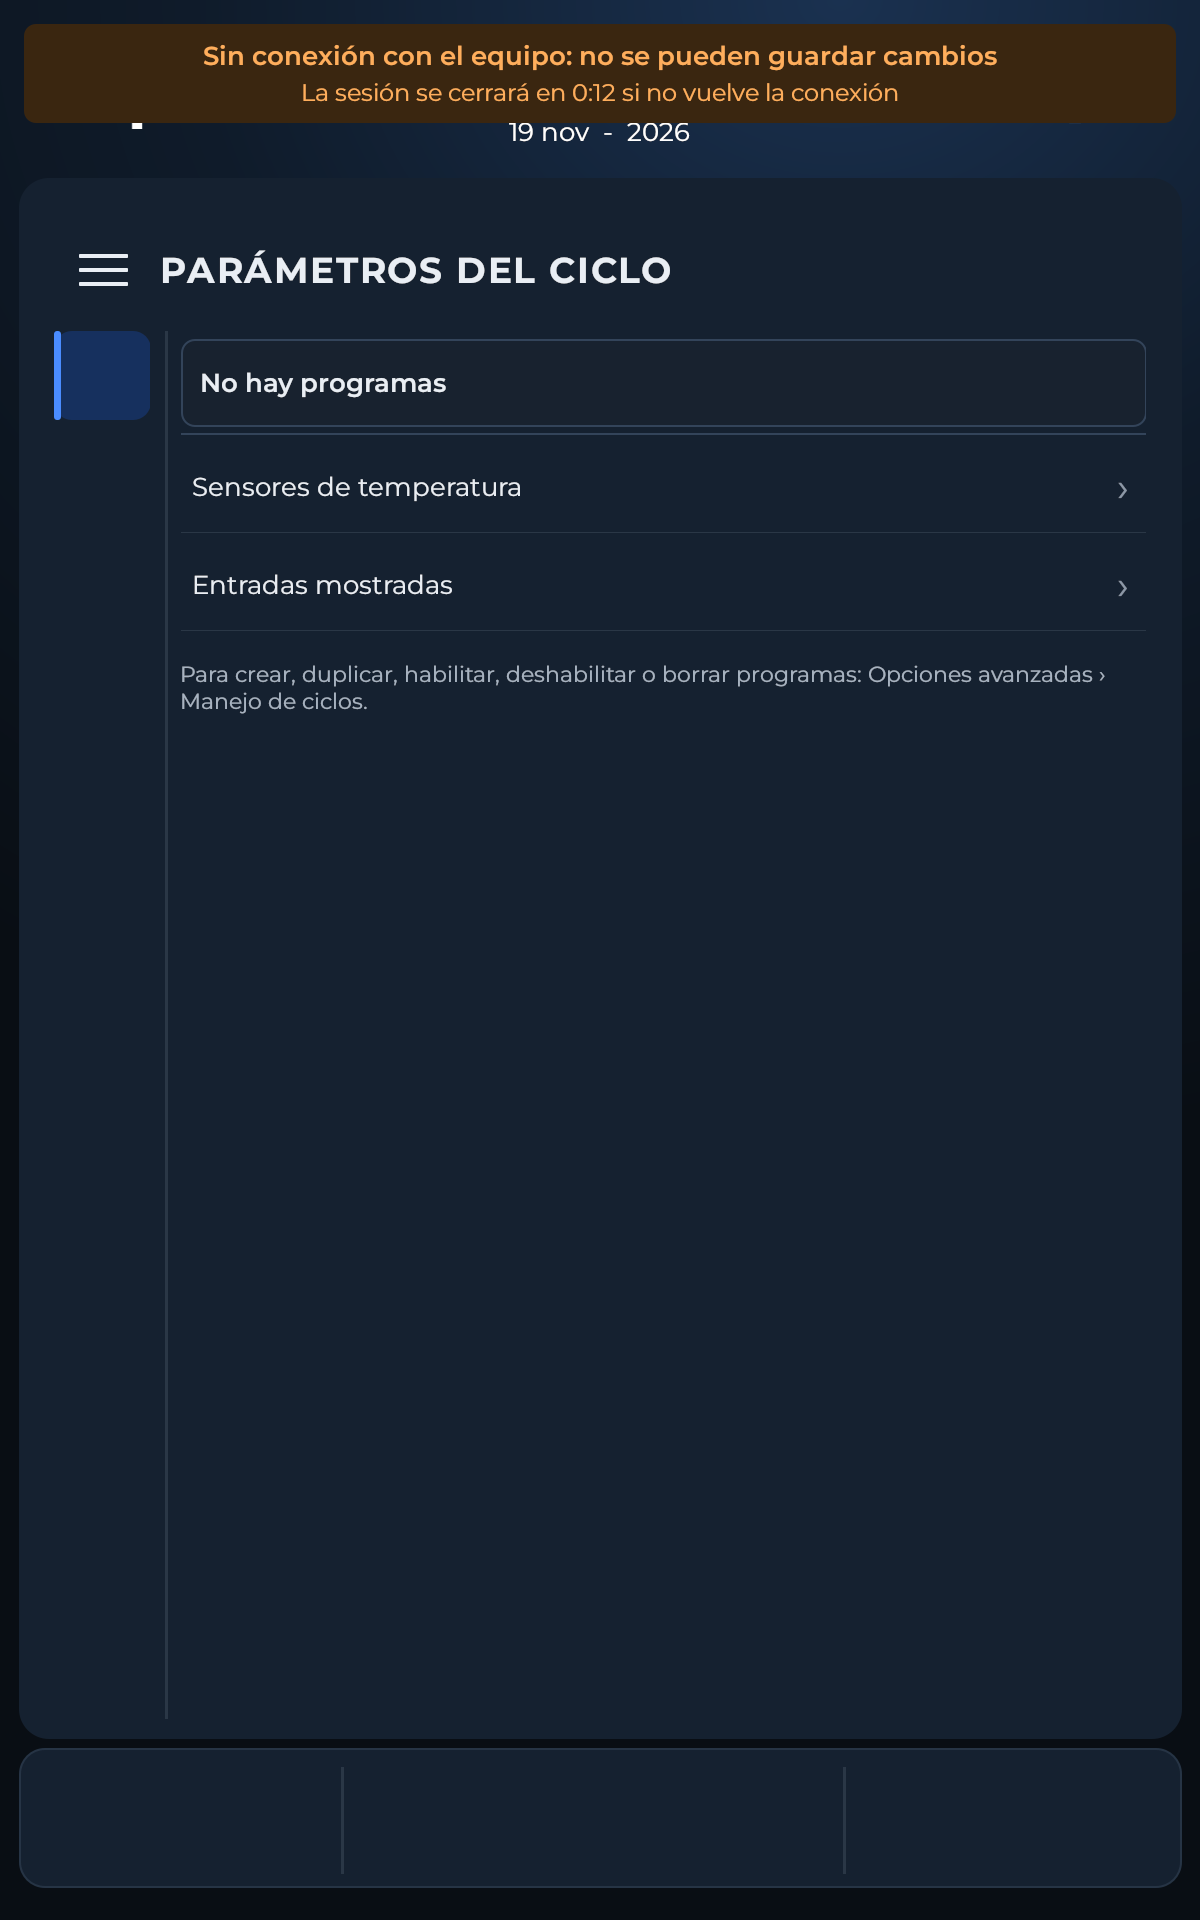 Sin conexión con el equipo: no se pueden guardar cambios
La sesión se cerrará en 0:12 si no vuelve la conexión
19 nov - 2026
PARÁMETROS DEL CICLO
No hay programas
Sensores de temperatura ›
Entradas mostradas ›
Para crear, duplicar, habilitar, deshabilitar o borrar programas: Opciones avanzadas ›
Manejo de ciclos.